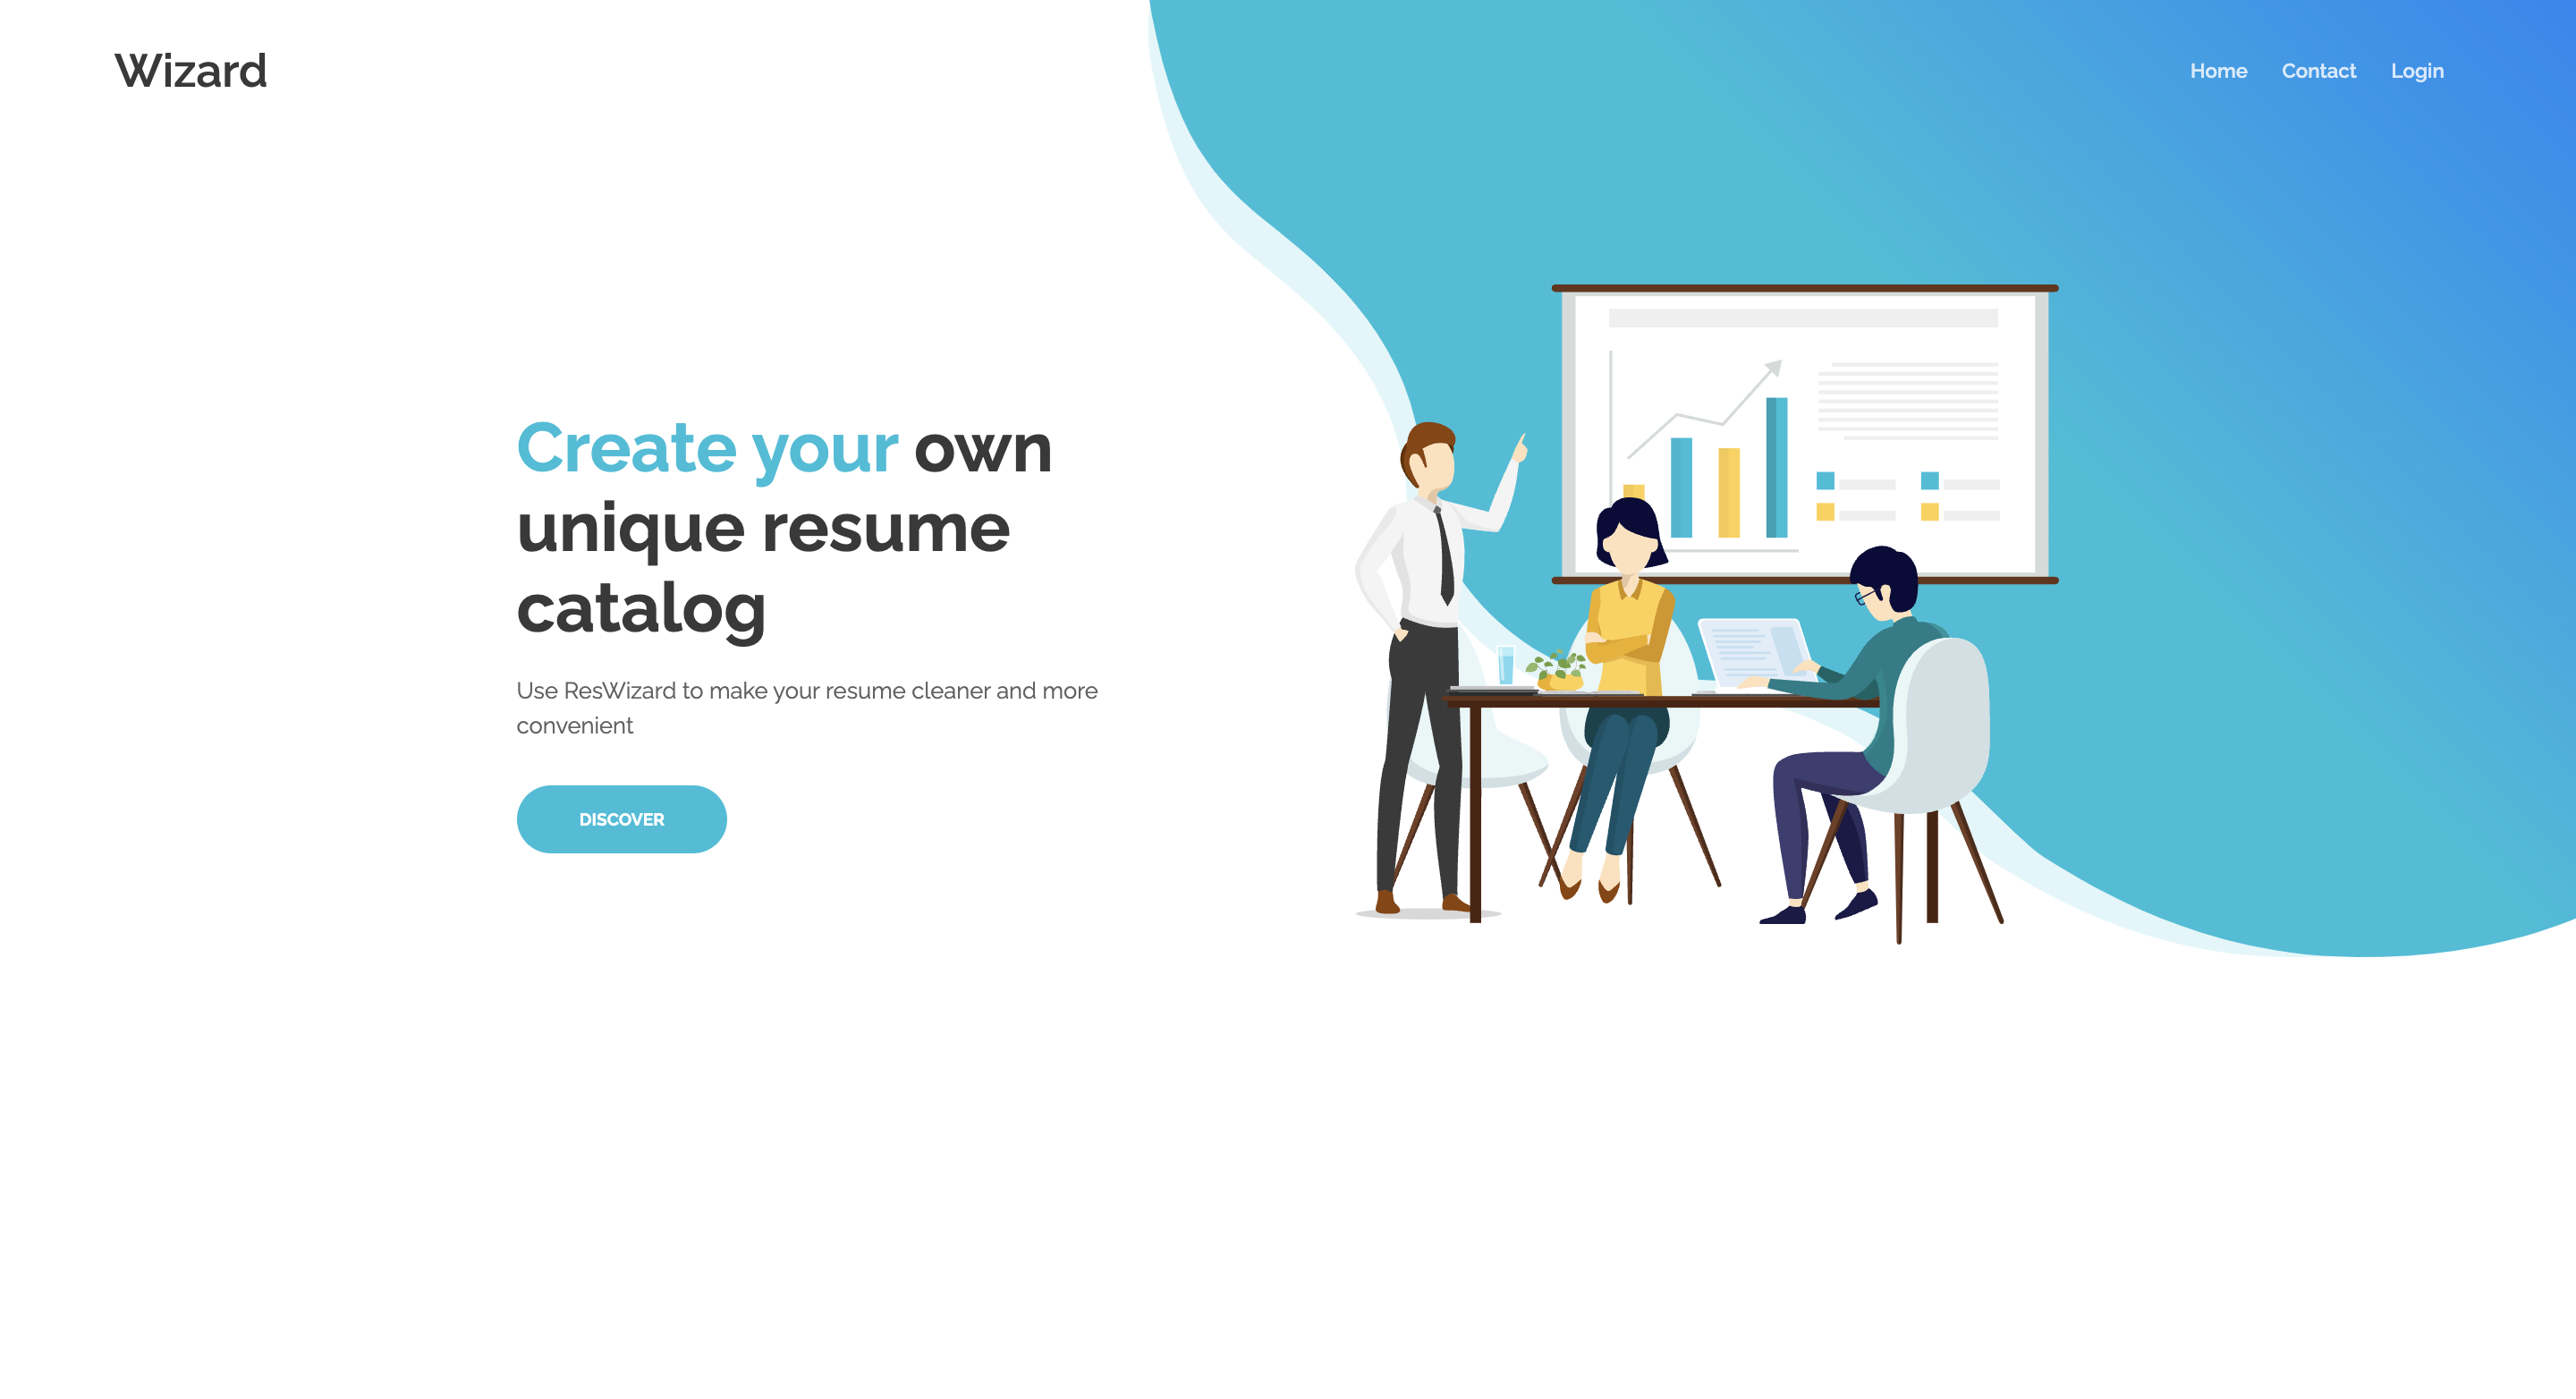 Wizard
Home Contact Login
Create your own
unique resume
catalog
Use ResWizard to make your resume cleaner and more
convenient
DISCOVER